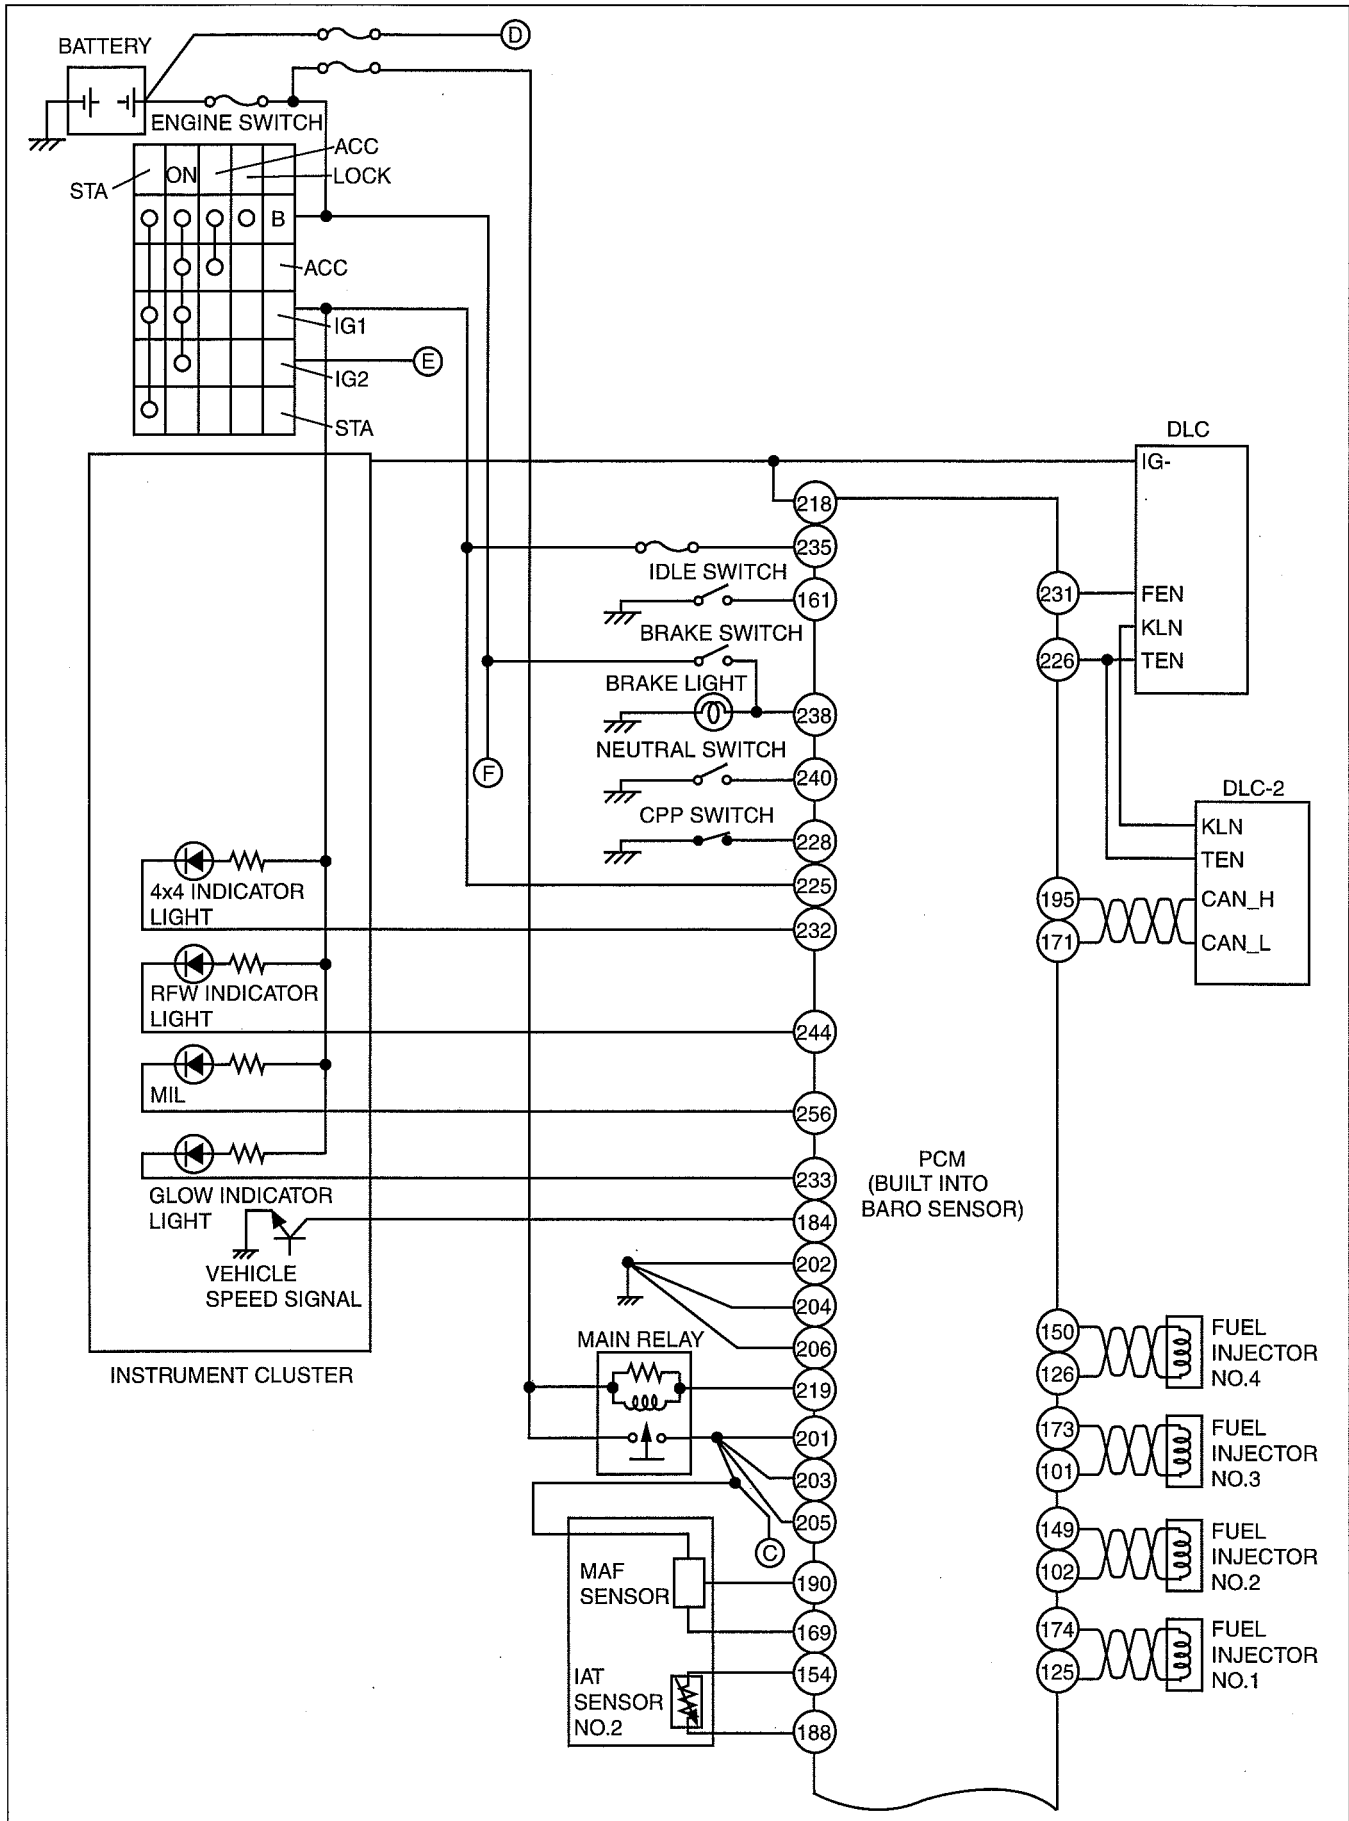 D
BATTERY
ENGINE SWITCH
ACC
LOCK
ON
STA
B
ACC
IG1
E
IG2
STA
DLC
IG-
218
235
IDLE SWITCH
161
231
FEN
KLN
BRAKE SWITCH
226
TEN
BRAKE LIGHT
238
NEUTRAL SWITCH
F
240
DLC-2
CPP SWITCH
KLN
228
TEN
4x4 INDICATOR
LIGHT
225
195
CAN_H
232
171
CAN_L
RFW INDICATOR
LIGHT
244
MIL
256
PCM
(BUILT INTO
BARO SENSOR)
233
GLOW INDICATOR
LIGHT
184
VEHICLE
SPEED SIGNAL
202
204
206
INSTRUMENT CLUSTER
MAIN RELAY
219
201
203
205
C
150
126
FUEL
INJECTOR
NO.4
173
101
FUEL
INJECTOR
NO.3
149
102
FUEL
INJECTOR
NO.2
174
125
FUEL
INJECTOR
NO.1
MAF
SENSOR
190
169
IAT
SENSOR
NO.2
154
188